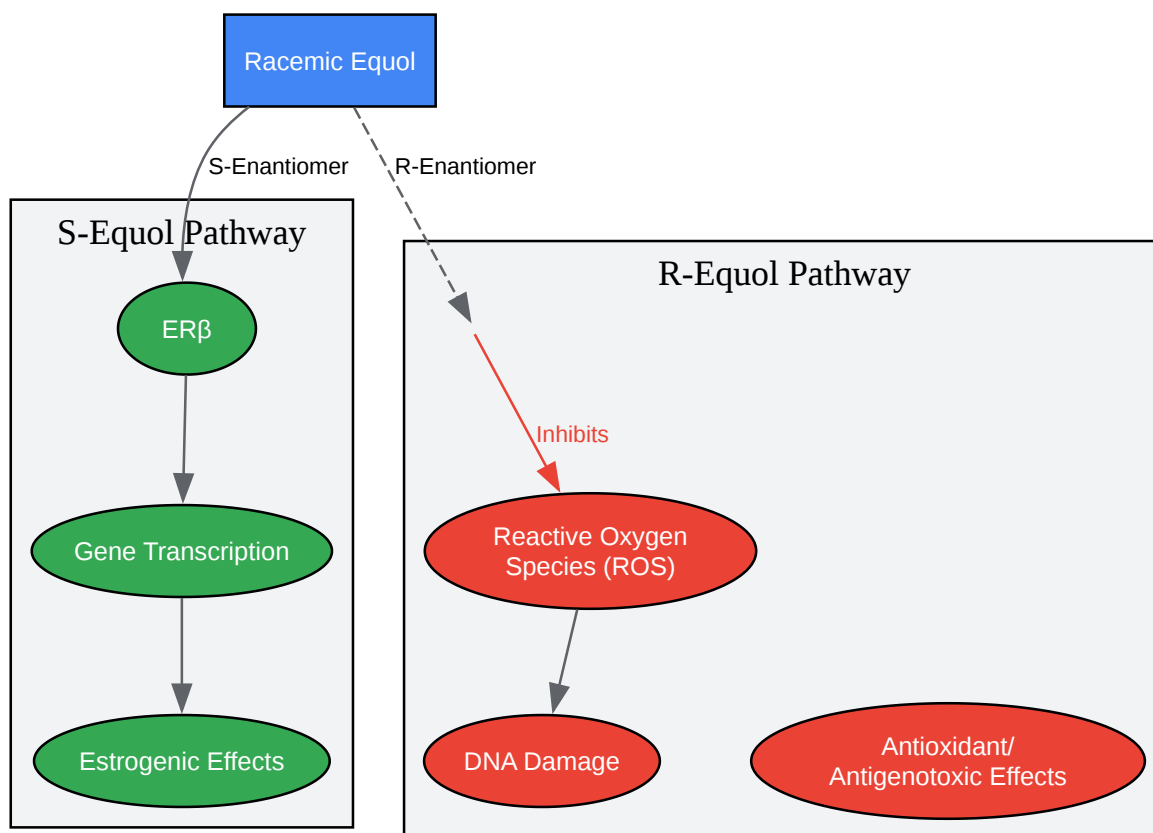 Racemic Equol
S-Enantiomer
R-Enantiomer
S-Equol Pathway
R-Equol Pathway
ERβ
Inhibits
Gene Transcription
Reactive Oxygen
Species (ROS)
Estrogenic Effects
DNA Damage
Antioxidant/
Antigenotoxic Effects